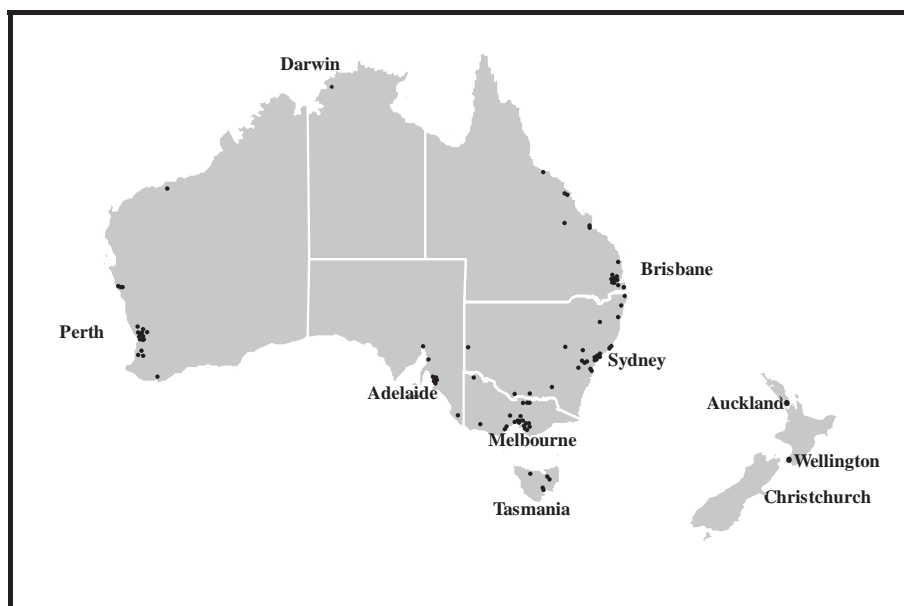 Darwin
Brisbane
Perth
Sydney
Adelaide
Auckland
Melbourne
Wellington
Christchurch
Tasmania